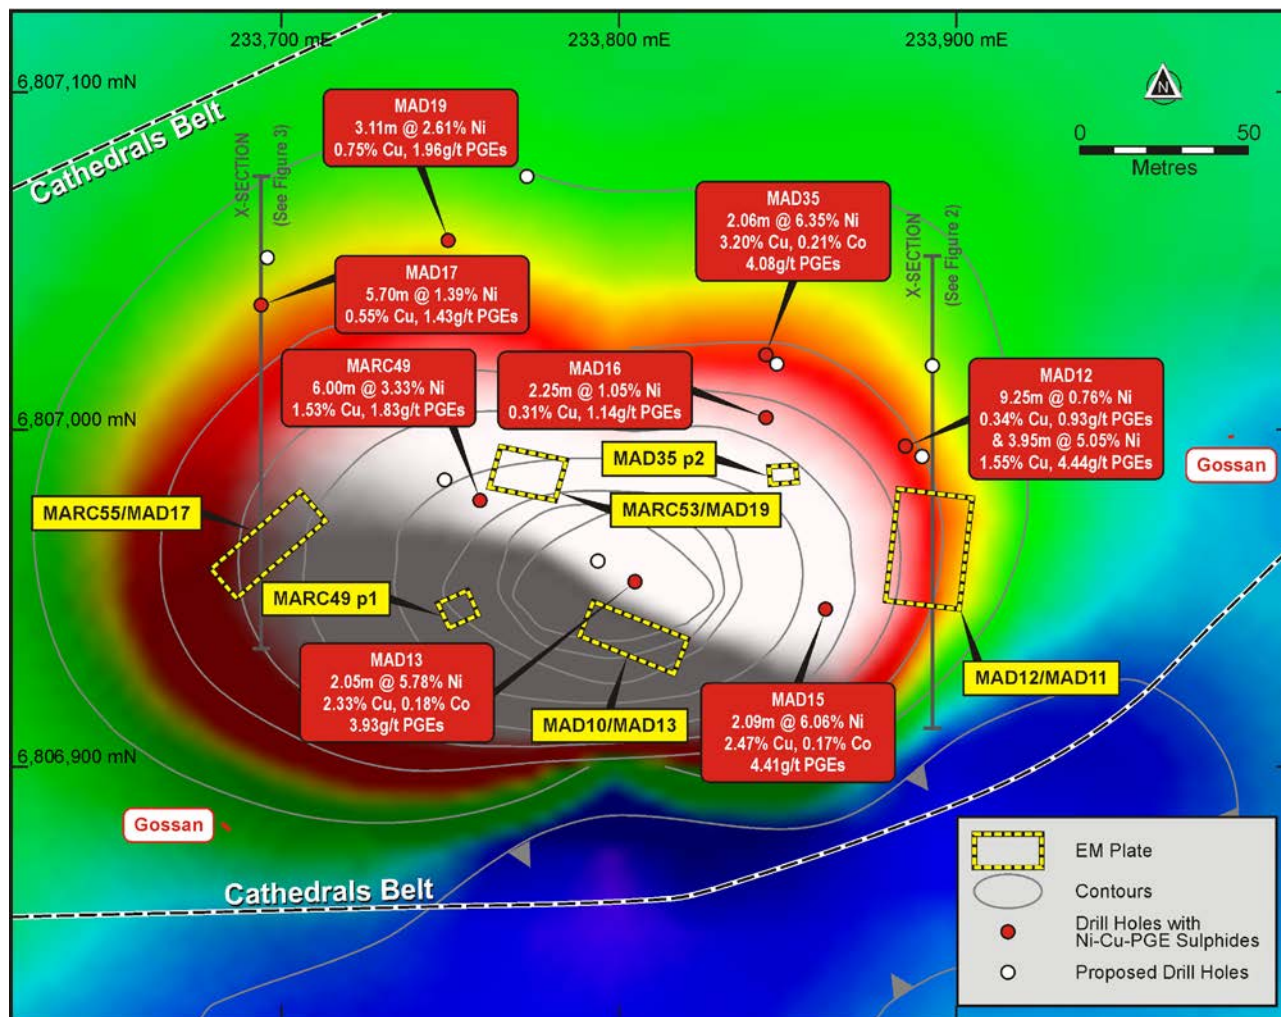 233,700 mE
233,800 mE
233,900 mE
6,807,100 mN
N
0
50
Metres
Cathedrals Belt
X-SECTION
(See Figure 3)
MAD19
3.11m @ 2.61% Ni
0.75% Cu, 1.96g/t PGEs
MAD35
2.06m @ 6.35% Ni
3.20% Cu, 0.21% Co
4.08g/t PGEs
X-SECTION
(See Figure 2)
MAD17
5.70m @ 1.39% Ni
0.55% Cu, 1.43g/t PGEs
MARC49
6.00m @ 3.33% Ni
1.53% Cu, 1.83g/t PGEs
MAD16
2.25m @ 1.05% Ni
0.31% Cu, 1.14g/t PGEs
MAD12
9.25m @ 0.76% Ni
0.34% Cu, 0.93g/t PGEs
& 3.95m @ 5.05% Ni
1.55% Cu, 4.44g/t PGEs
6,807,000 mN
MAD35 p2
Gossan
MARC55/MAD17
MARC53/MAD19
MARC49 p1
MAD13
2.05m @ 5.78% Ni
2.33% Cu, 0.18% Co
3.93g/t PGEs
MAD10/MAD13
MAD15
2.09m @ 6.06% Ni
2.47% Cu, 0.17% Co
4.41g/t PGEs
MAD12/MAD11
6,806,900 mN
Gossan
Cathedrals Belt
EM Plate
Contours
Drill Holes with
Ni-Cu-PGE Sulphides
Proposed Drill Holes